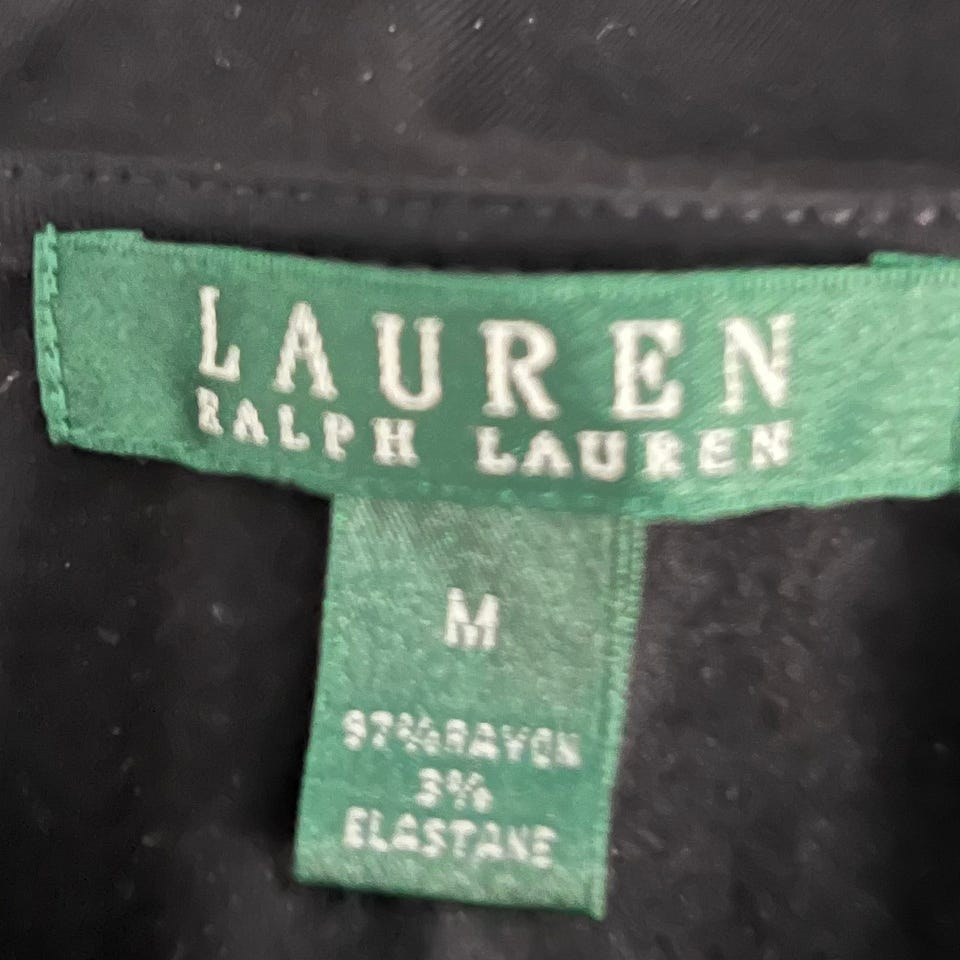 LAUREN
RALPH LAUREN
M
97%RAYON
3%
ELASTANE